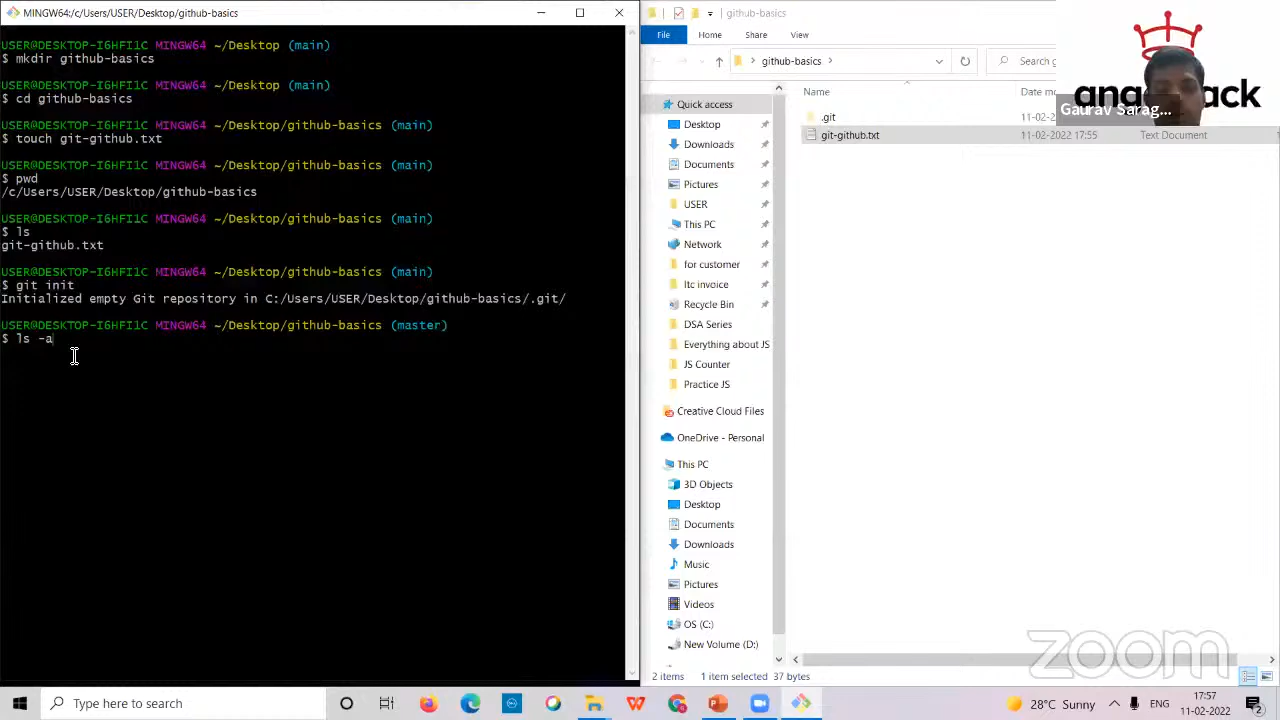 MINGW64:/c/Users/USER/Desktop/github-basics
USER@DESKTOP-I6HFI1C MINGW64 ~/Desktop (main)
$ mkdir github-basics
USER@DESKTOP-I6HFI1C MINGW64 ~/Desktop (main)
$ cd github-basics
USER@DESKTOP-I6HFI1C MINGW64 ~/Desktop/github-basics (main)
$ touch git-github.txt
USER@DESKTOP-I6HFI1C MINGW64 ~/Desktop/github-basics (main)
$ pwd
/c/Users/USER/Desktop/github-basics
USER@DESKTOP-I6HFI1C MINGW64 ~/Desktop/github-basics (main)
$ ls
git-github.txt
USER@DESKTOP-I6HFI1C MINGW64 ~/Desktop/github-basics (main)
$ git init
Initialized empty Git repository in C:/Users/USER/Desktop/github-basics/.git/
USER@DESKTOP-I6HFI1C MINGW64 ~/Desktop/github-basics (master)
$ ls -a
github-basics
File Home Share View
github-basics
Search g
Name Date mo
.git 11-02-2022 17:57
git-github.txt 11-02-2022 17:55 Text Document
Quick access
Desktop
Downloads
Documents
Pictures
USER
This PC
Network
for customer
Itc invoice
Recycle Bin
DSA Series
Everything about JS
JS Counter
Practice JS
Creative Cloud Files
OneDrive - Personal
This PC
3D Objects
Desktop
Documents
Downloads
Music
Pictures
Videos
OS (C:)
New Volume (D:)
2 items 1 item selected 37 bytes
Gaurav Sarag...
zoom
Type here to search
28°C Sunny
ENG
17:57
11-02-2022
2